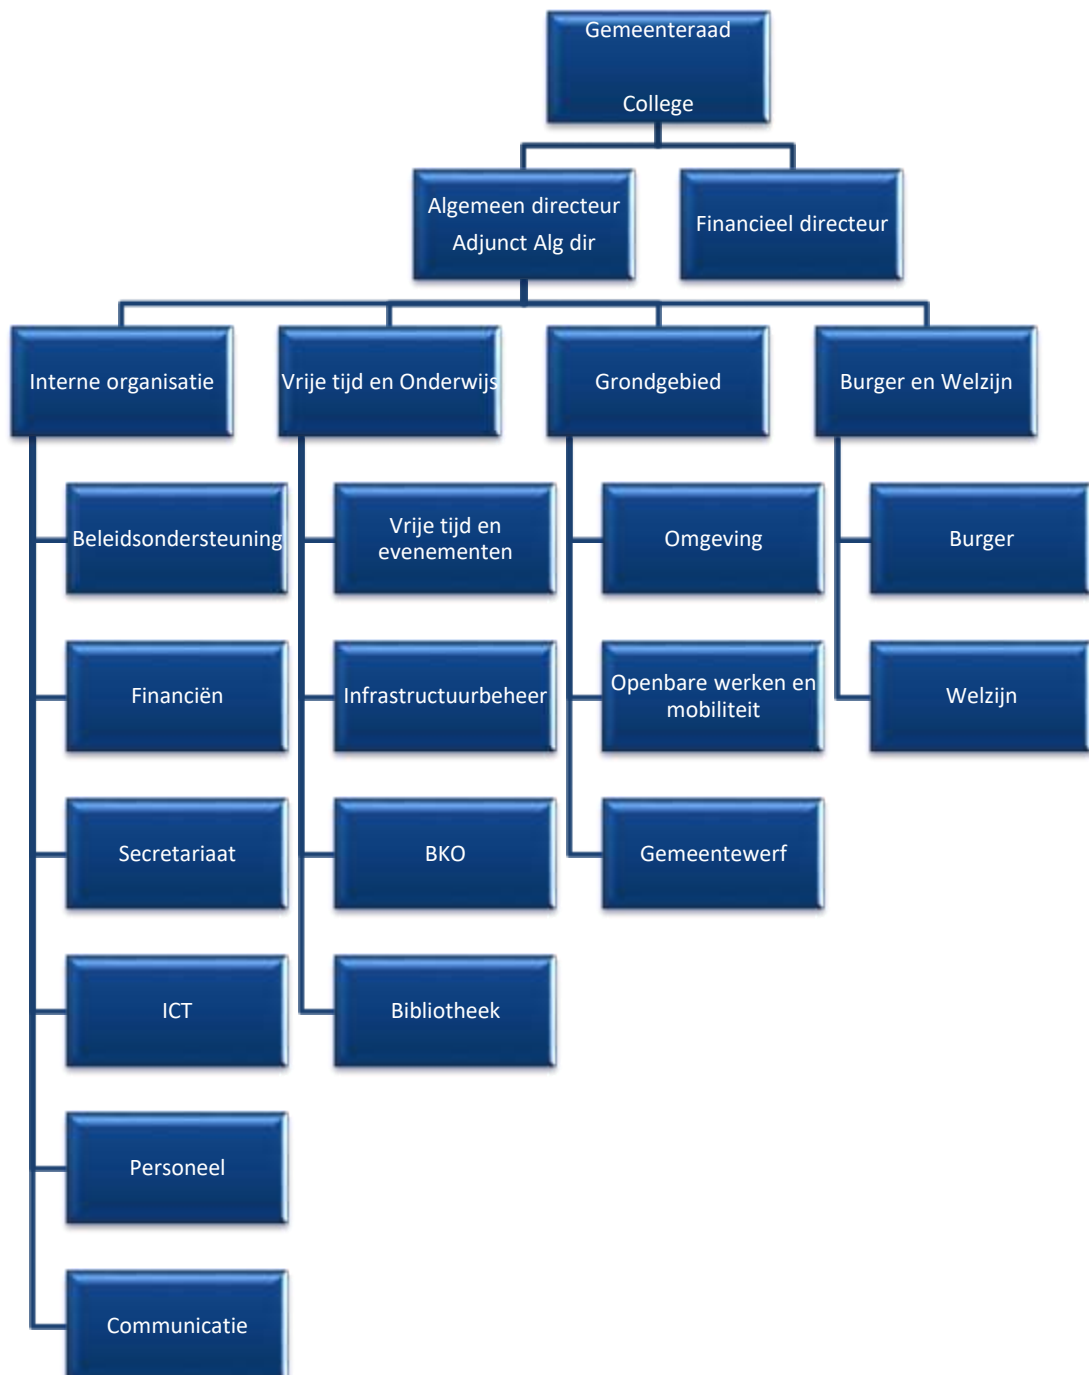 Gemeenteraad
College
Algemeen directeur
Adjunct Alg dir
Financieel directeur
Interne organisatie
Vrije tijd en Onderwijs
Grondgebied
Burger en Welzijn
Beleidsondersteuning
Financiën
Secretariaat
ICT
Personeel
Communicatie
Vrije tijd en
evenementen
Infrastructuurbeheer
BKO
Bibliotheek
Omgeving
Openbare werken en
mobiliteit
Gemeentewerf
Burger
Welzijn